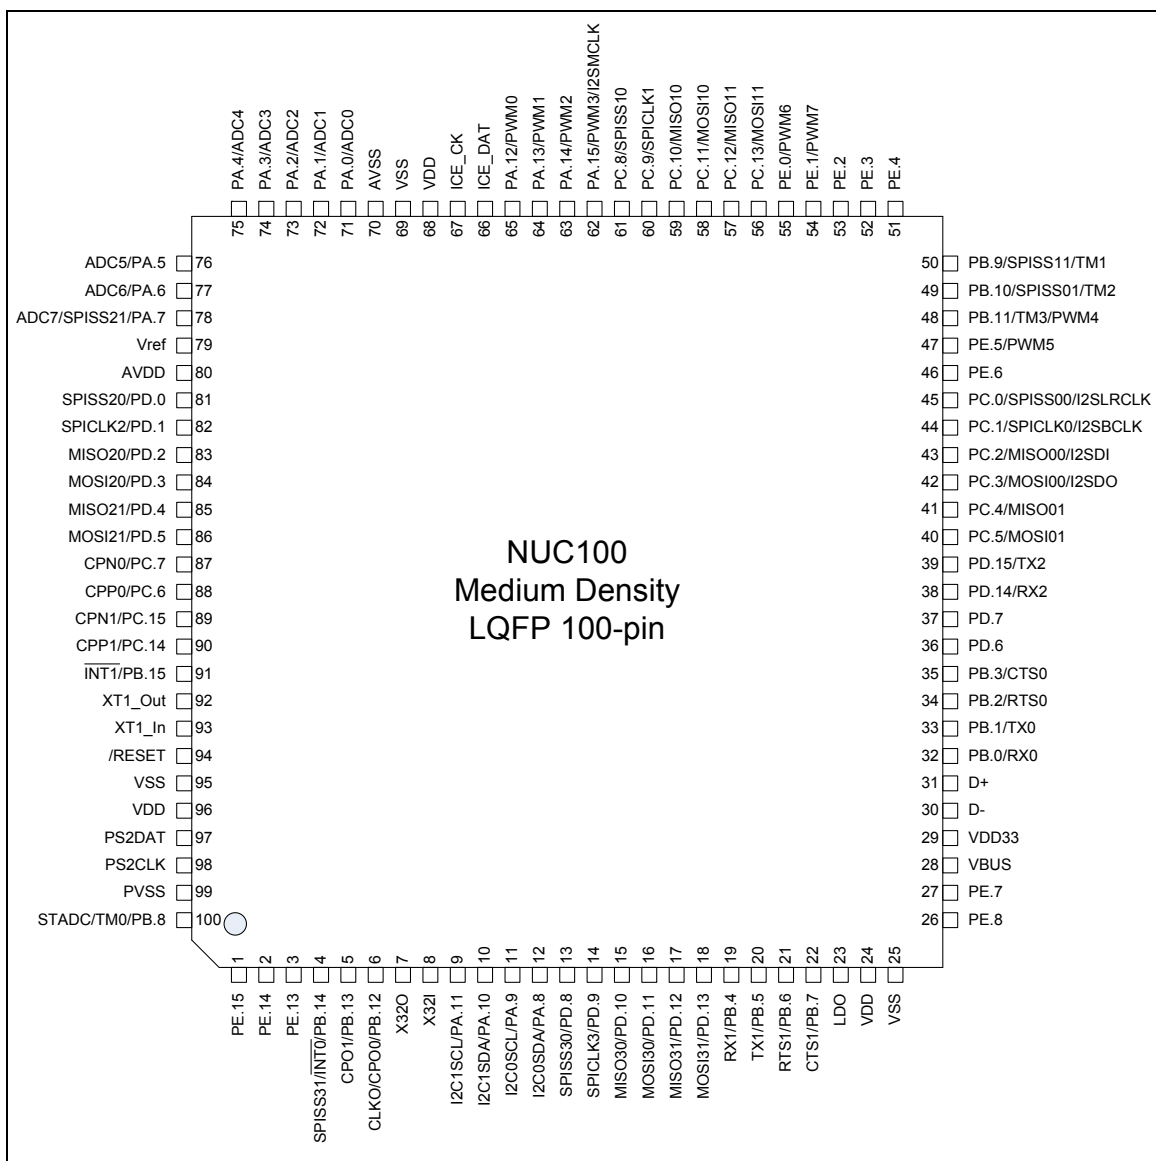 PA.4/ADC4
PA.3/ADC3
PA.2/ADC2
PA.1/ADC1
PA.0/ADC0
AVSS
VSS
VDD
ICE_CK
ICE_DAT
PA.12/PWM0
PA.13/PWM1
PA.14/PWM2
PA.15/PWM3/I2SMCLK
PC.8/SPISS10
PC.9/SPICLK1
PC.10/MISO10
PC.11/MOSI10
PC.12/MISO11
PC.13/MOSI11
PE.0/PWM6
PE.1/PWM7
PE.2
PE.3
PE.4
75
74
73
72
71
70
69
68
67
66
65
64
63
62
61
60
59
58
57
56
55
54
53
52
51
ADC5/PA.5 76
ADC6/PA.6 77
ADC7/SPISS21/PA.7 78
Vref 79
AVDD 80
SPISS20/PD.0 81
SPICLK2/PD.1 82
MISO20/PD.2 83
MOSI20/PD.3 84
MISO21/PD.4 85
MOSI21/PD.5 86
CPN0/PC.7 87
CPP0/PC.6 88
CPN1/PC.15 89
CPP1/PC.14 90
INT1/PB.15 91
XT1_Out 92
XT1_In 93
/RESET 94
VSS 95
VDD 96
PS2DAT 97
PS2CLK 98
PVSS 99
STADC/TM0/PB.8 100
NUC100
Medium Density
LQFP 100-pin
50 PB.9/SPISS11/TM1
49 PB.10/SPISS01/TM2
48 PB.11/TM3/PWM4
47 PE.5/PWM5
46 PE.6
45 PC.0/SPISS00/I2SLRCLK
44 PC.1/SPICLK0/I2SBCLK
43 PC.2/MISO00/I2SDI
42 PC.3/MOSI00/I2SDO
41 PC.4/MISO01
40 PC.5/MOSI01
39 PD.15/TX2
38 PD.14/RX2
37 PD.7
36 PD.6
35 PB.3/CTS0
34 PB.2/RTS0
33 PB.1/TX0
32 PB.0/RX0
31 D+
30 D-
29 VDD33
28 VBUS
27 PE.7
26 PE.8
1
2
3
4
5
6
7
8
9
10
11
12
13
14
15
16
17
18
19
20
21
22
23
24
25
PE.15
PE.14
PE.13
SPISS31/INT0/PB.14
CPO1/PB.13
CLKO/CPO0/PB.12
X32O
X32I
I2C1SCL/PA.11
I2C1SDA/PA.10
I2C0SCL/PA.9
I2C0SDA/PA.8
SPISS30/PD.8
SPICLK3/PD.9
MISO30/PD.10
MOSI30/PD.11
MISO31/PD.12
MOSI31/PD.13
RX1/PB.4
TX1/PB.5
RTS1/PB.6
CTS1/PB.7
LDO
VDD
VSS